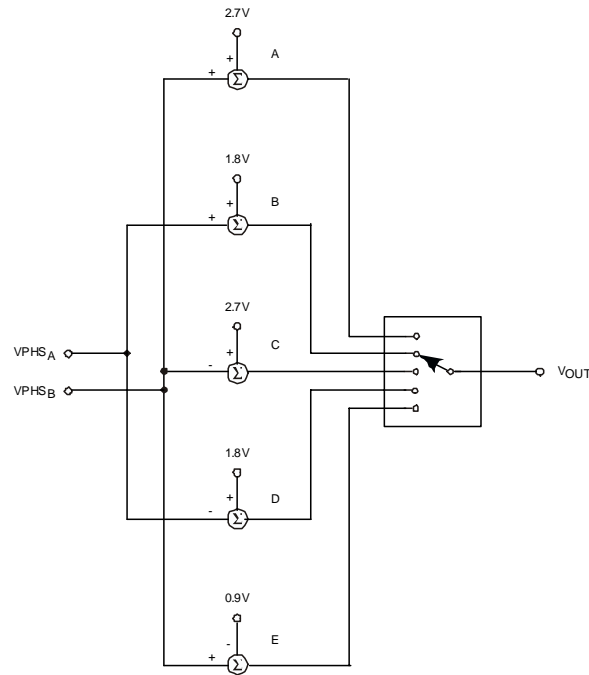 2.7V
A
+
+
Σ
1.8V
B
+
+
Σ
2.7V
C
+
-
Σ
VPHSA
VPHSB
VOUT
1.8V
D
+
-
Σ
0.9V
E
-
+
Σ